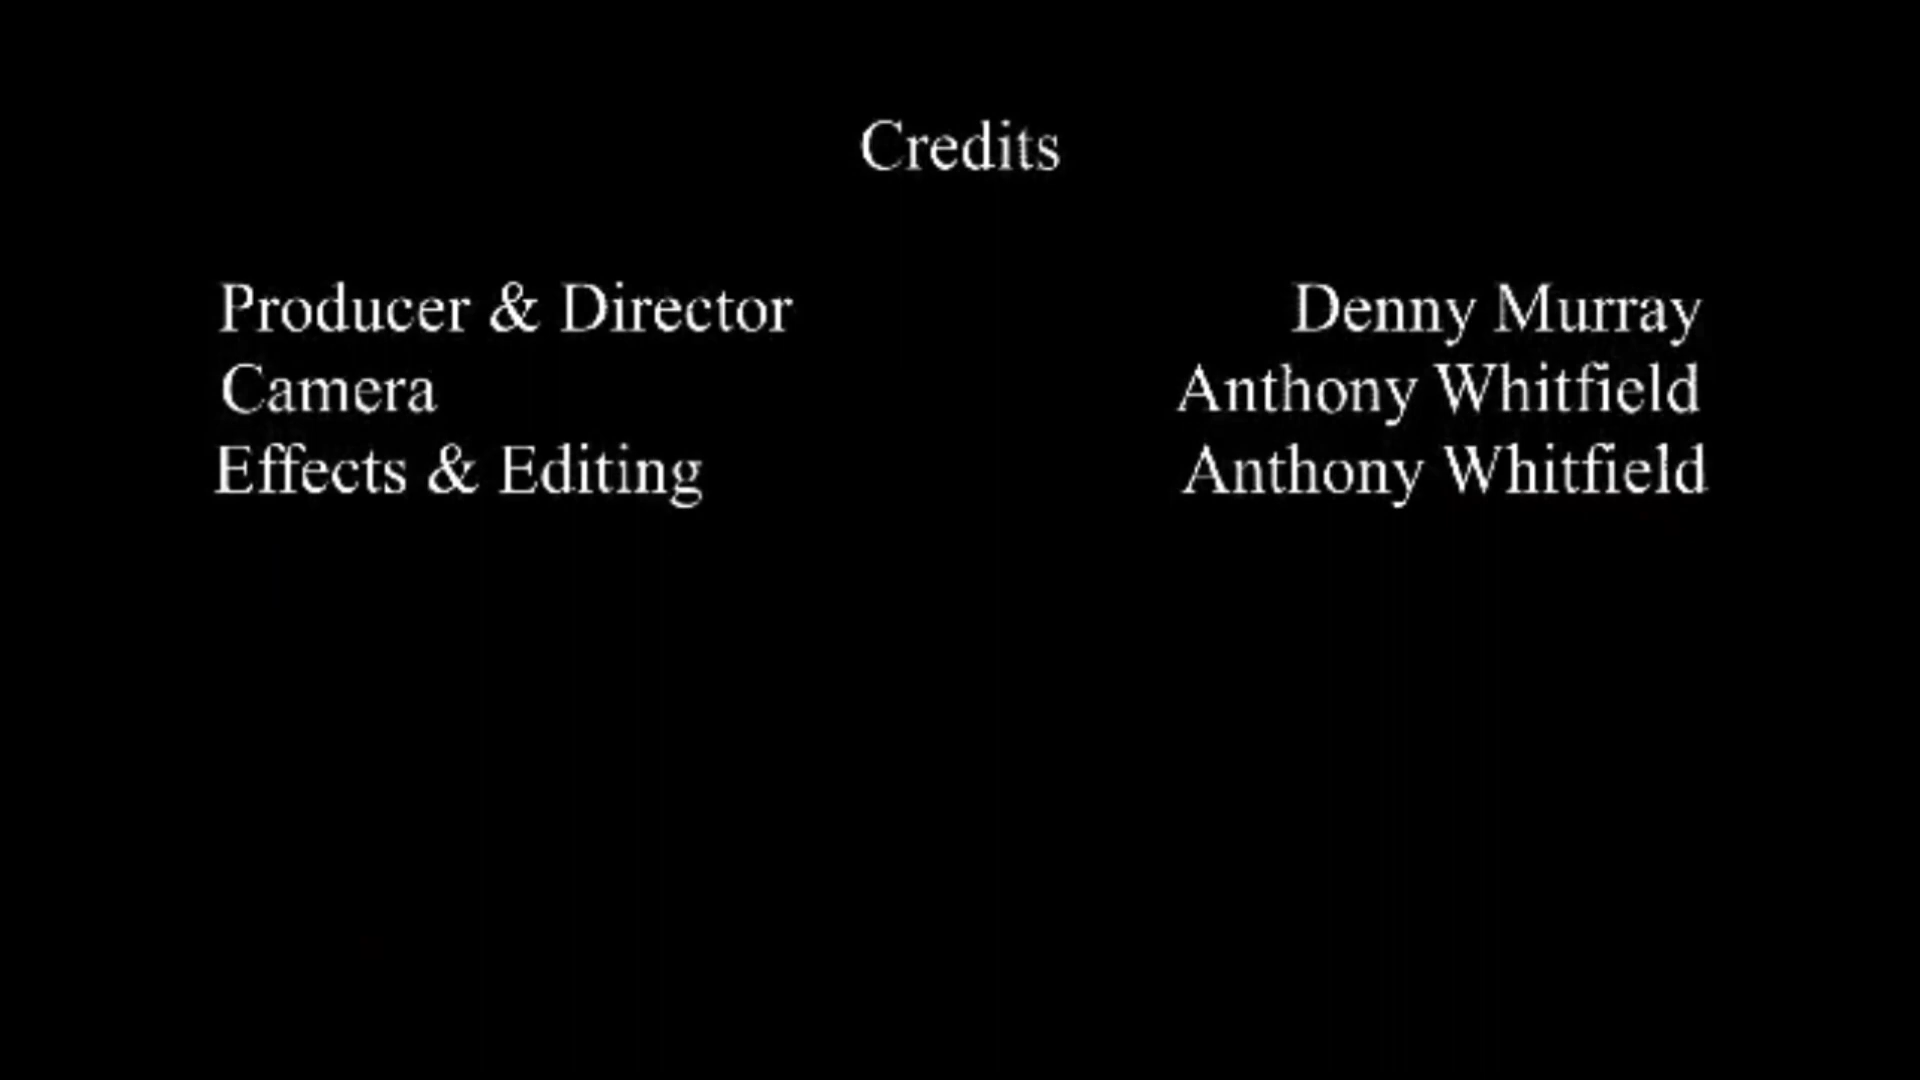 Credits
Producer & Director Denny Murray
Camera Anthony Whitfield
Effects & Editing Anthony Whitfield